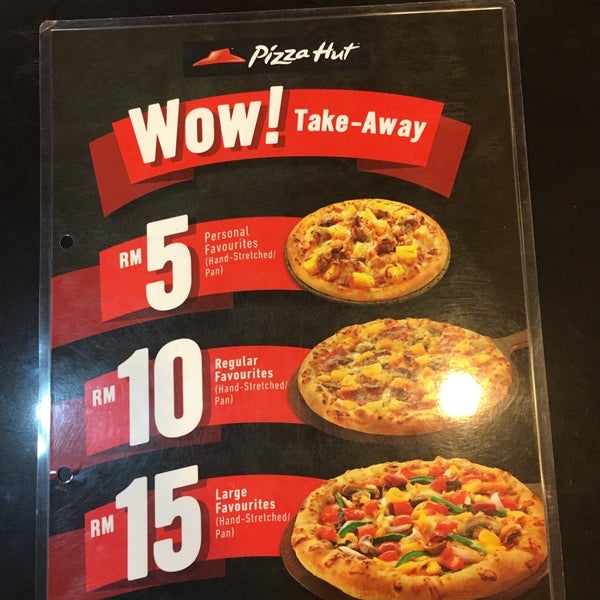 Pizza Hut
Wow! Take-Away
RM 5
Personal
Favourites
(Hand-Stretched/
Pan)
RM 10
Regular
Favourites
(Hand-Stretched/
Pan)
RM 15
Large
Favourites
(Hand-Stretched/
Pan)